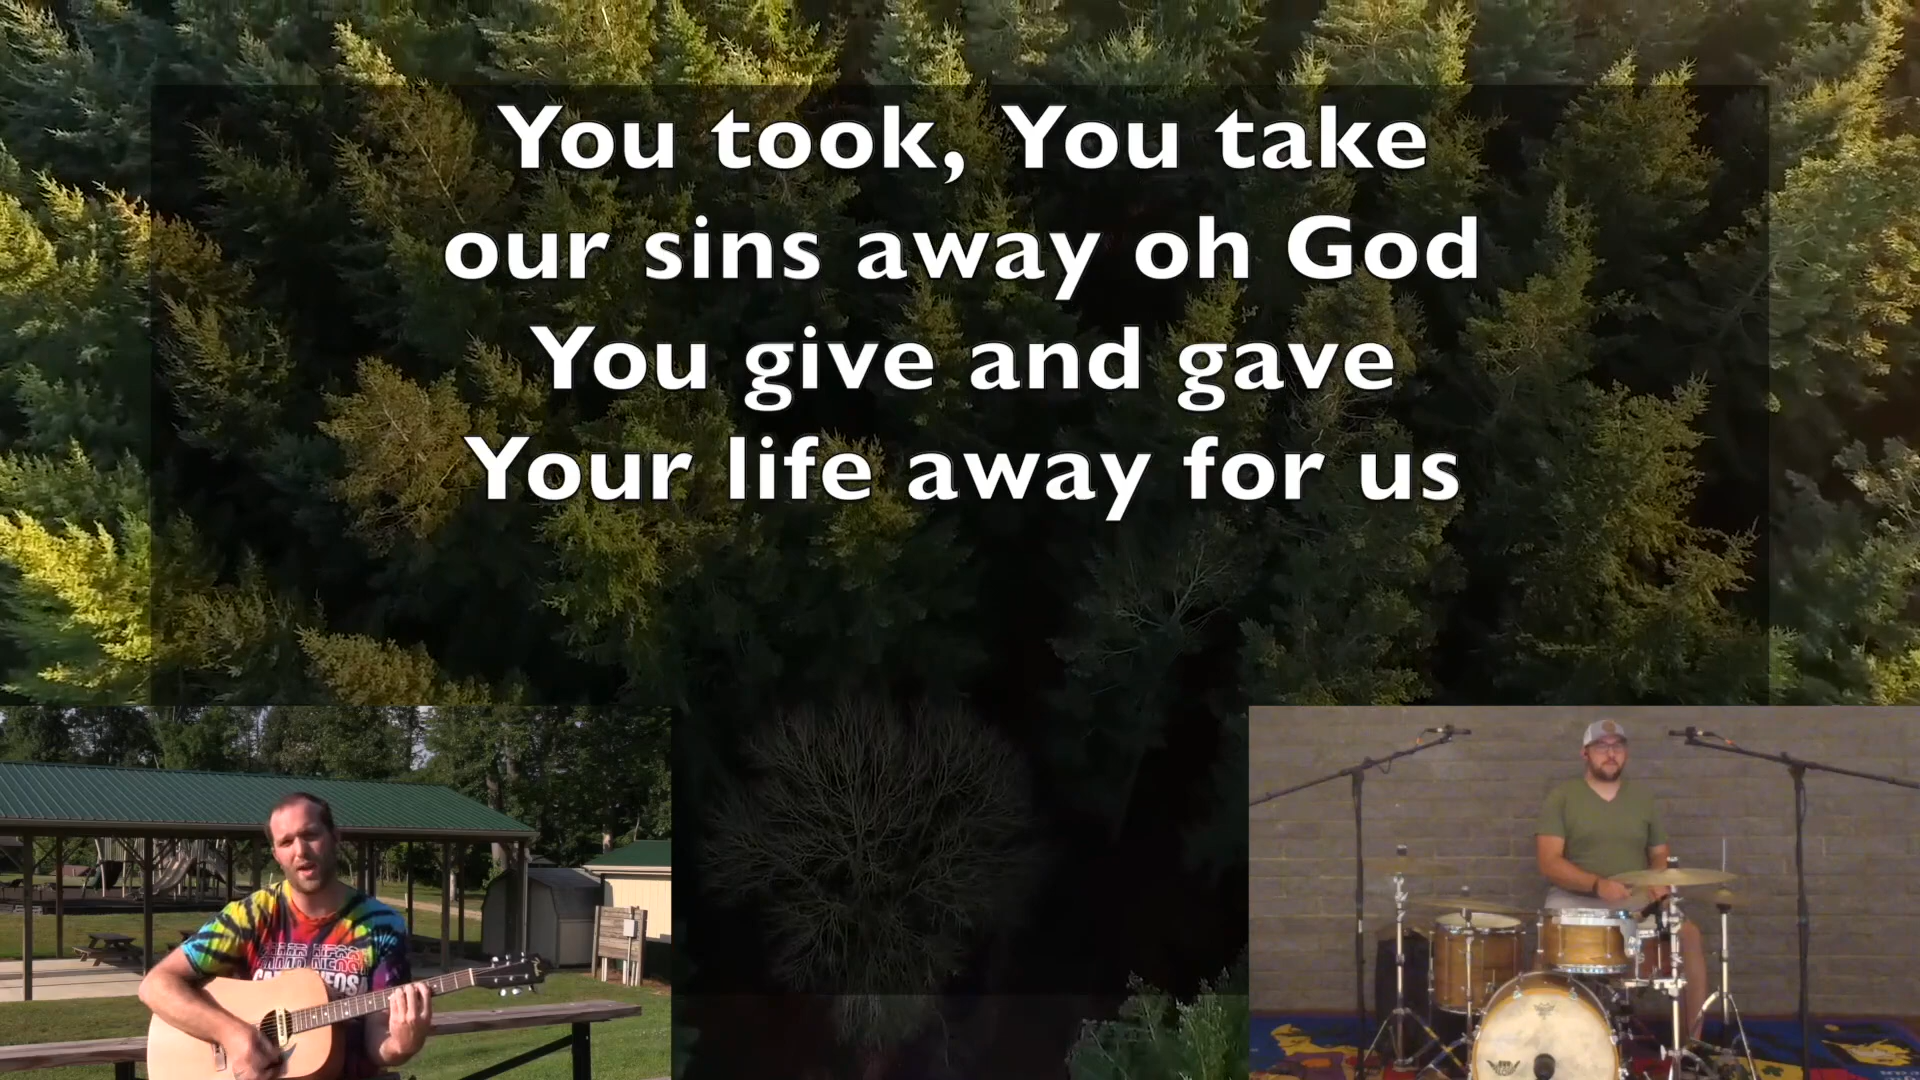 You took, You take
our sins away oh God
You give and gave
Your life away for us